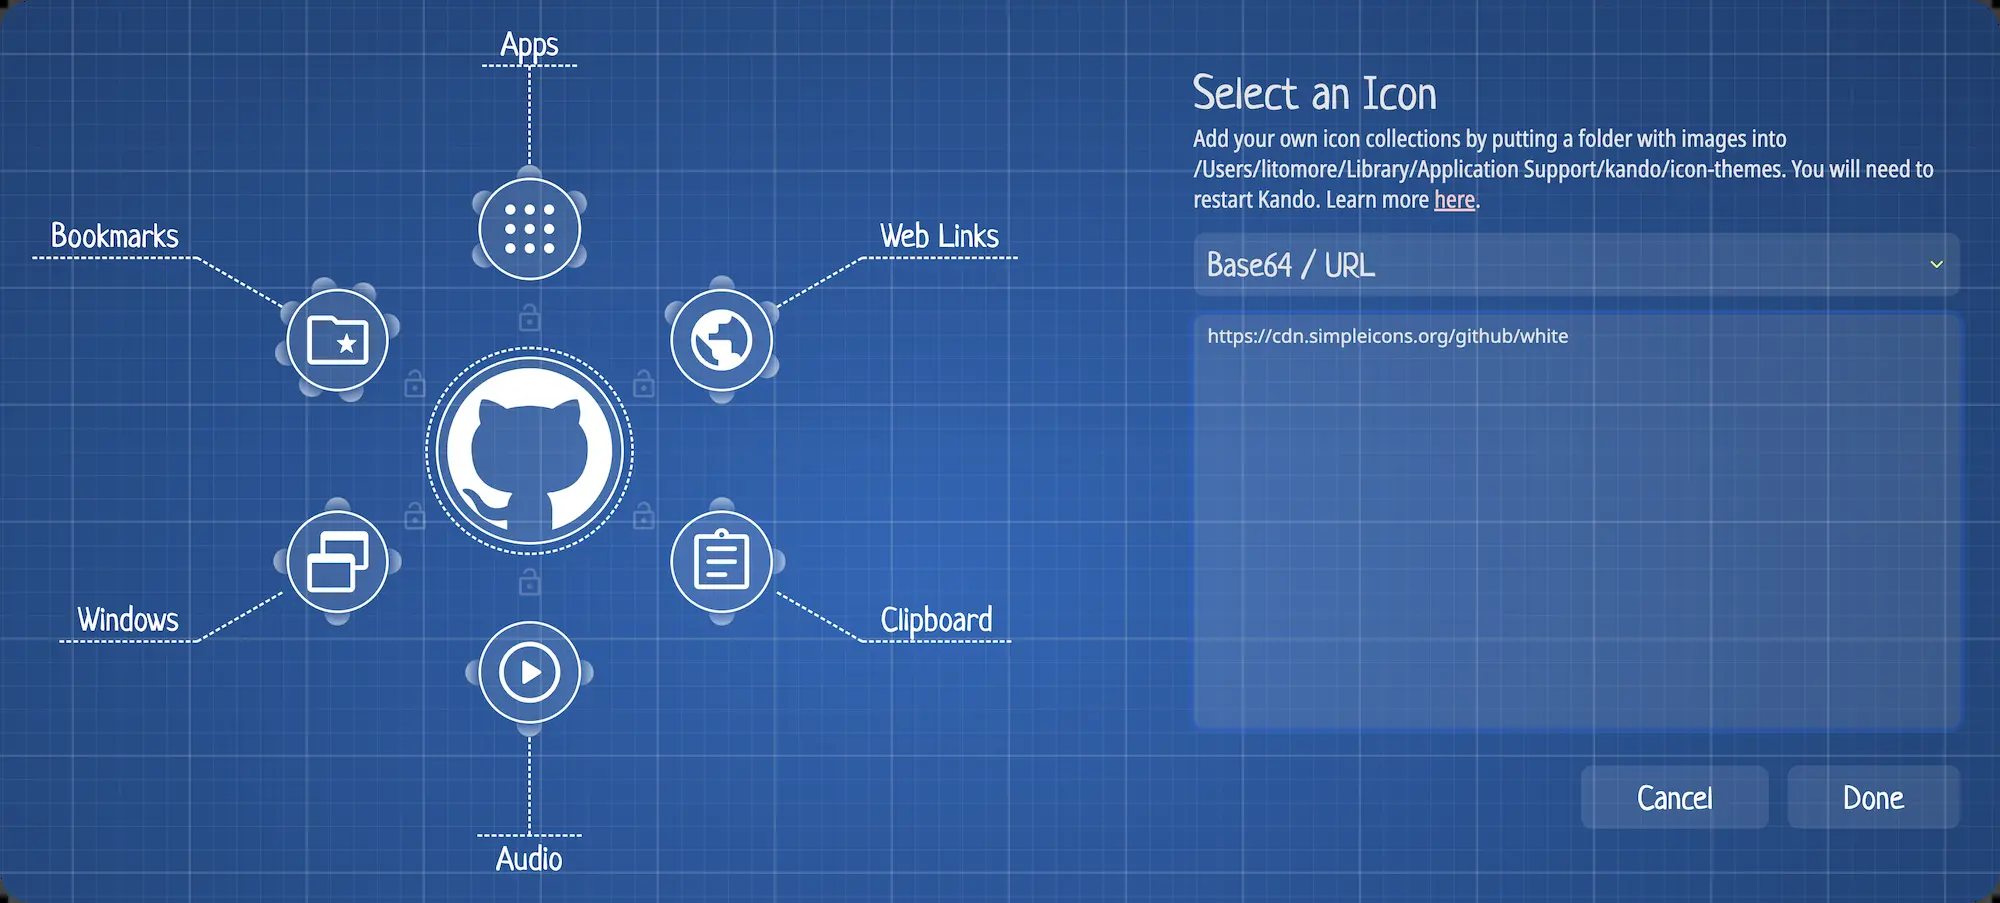 Apps
Bookmarks
Web Links
Windows
Clipboard
Audio
Select an Icon
Add your own icon collections by putting a folder with images into
/Users/litomore/Library/Application Support/kando/icon-themes. You will need to
restart Kando. Learn more here.
Base64 / URL
https://cdn.simpleicons.org/github/white
Cancel
Done